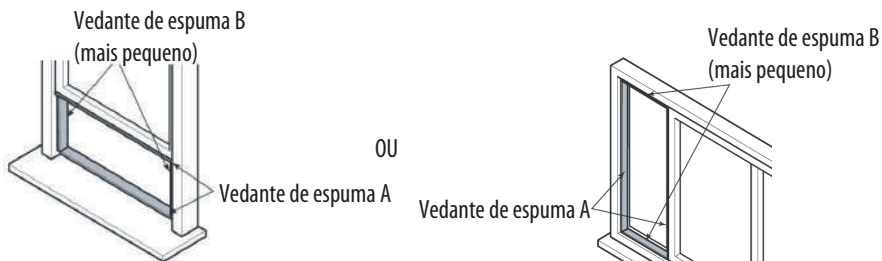 Vedante de espuma B
(mais pequeno)
OU
Vedante de espuma A
Vedante de espuma B
(mais pequeno)
Vedante de espuma A